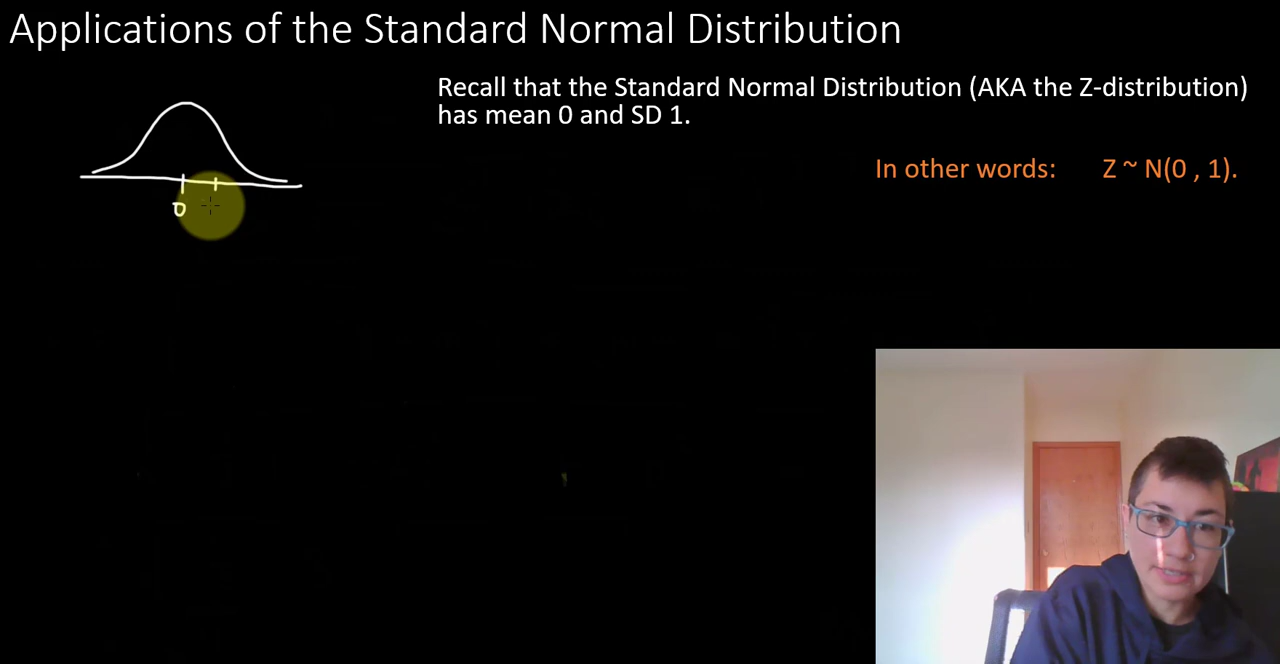 Applications of the Standard Normal Distribution
Recall that the Standard Normal Distribution (AKA the Z-distribution)
has mean 0 and SD 1.
In other words: Z ~ N(0 , 1).
0